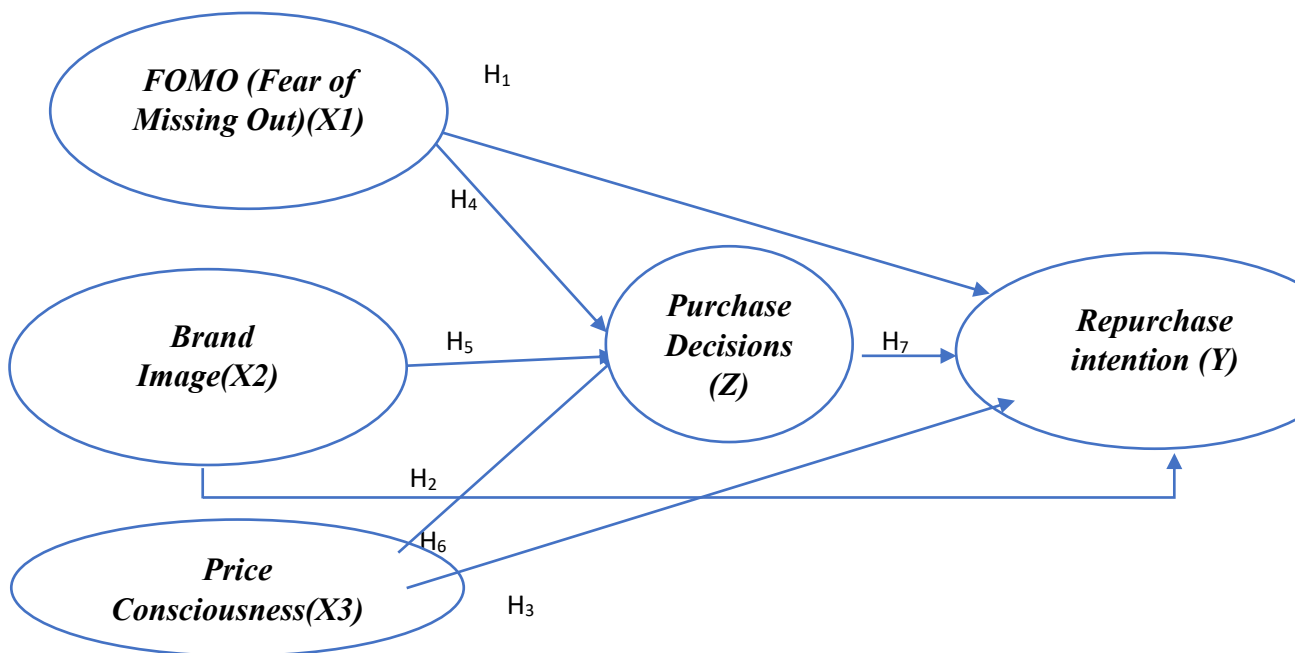 FOMO (Fear of
Missing Out)(X1)
H₁
H₄
Brand
Image(X2)
H₅
Purchase
Decisions
(Z)
H₇
Repurchase
intention (Y)
H₂
H₆
Price
Consciousness(X3)
H₃